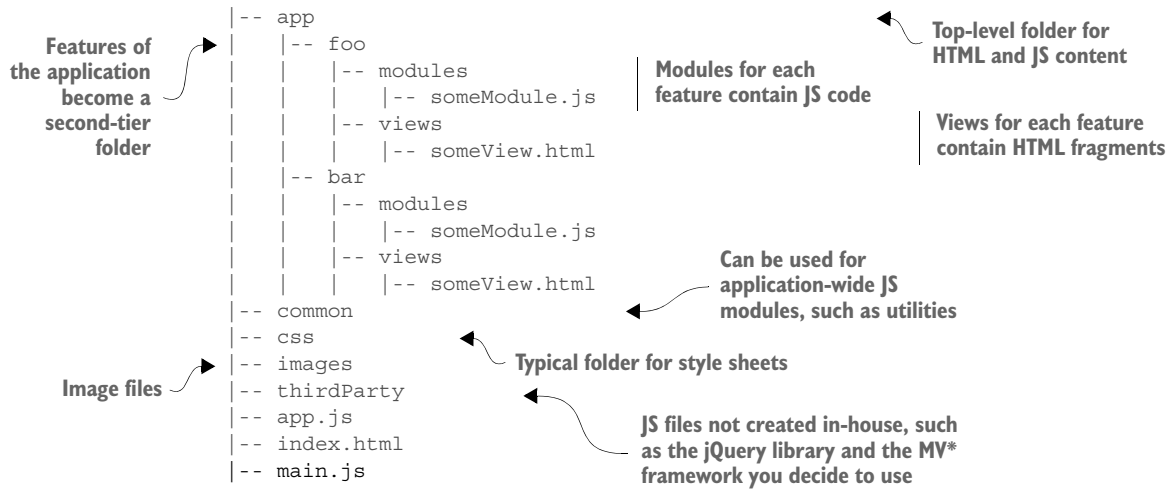 |-- app
|   |-- foo
|   |   |-- modules
|   |   |   |-- someModule.js
|   |   |-- views
|   |   |   |-- someView.html
|   |-- bar
|   |   |-- modules
|   |   |   |-- someModule.js
|   |   |-- views
|   |   |   |-- someView.html
|-- common
|-- css
|-- images
|-- thirdParty
|-- app.js
|-- index.html
|-- main.js
Features of
the application
become a
second-tier
folder
Image files
Top-level folder for
HTML and JS content
Modules for each
feature contain JS code
Views for each feature
contain HTML fragments
Can be used for
application-wide JS
modules, such as utilities
Typical folder for style sheets
JS files not created in-house, such
as the jQuery library and the MV*
framework you decide to use